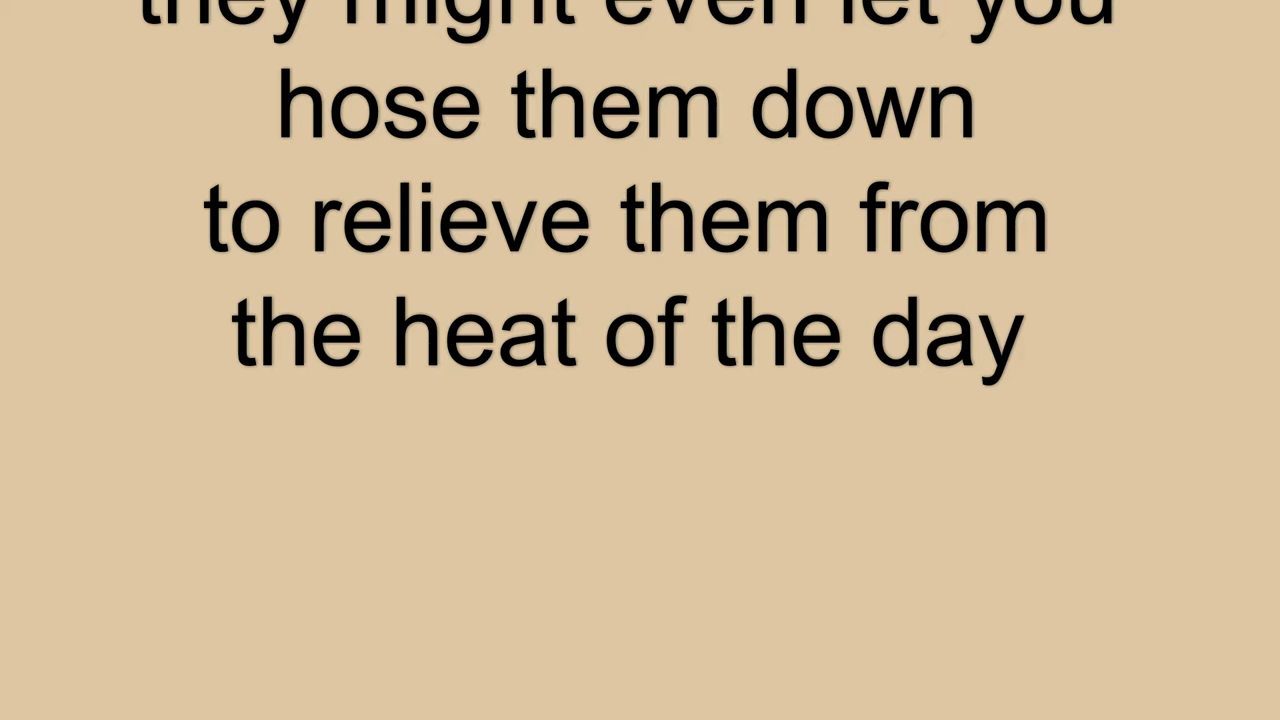 they might even let you
hose them down
to relieve them from
the heat of the day